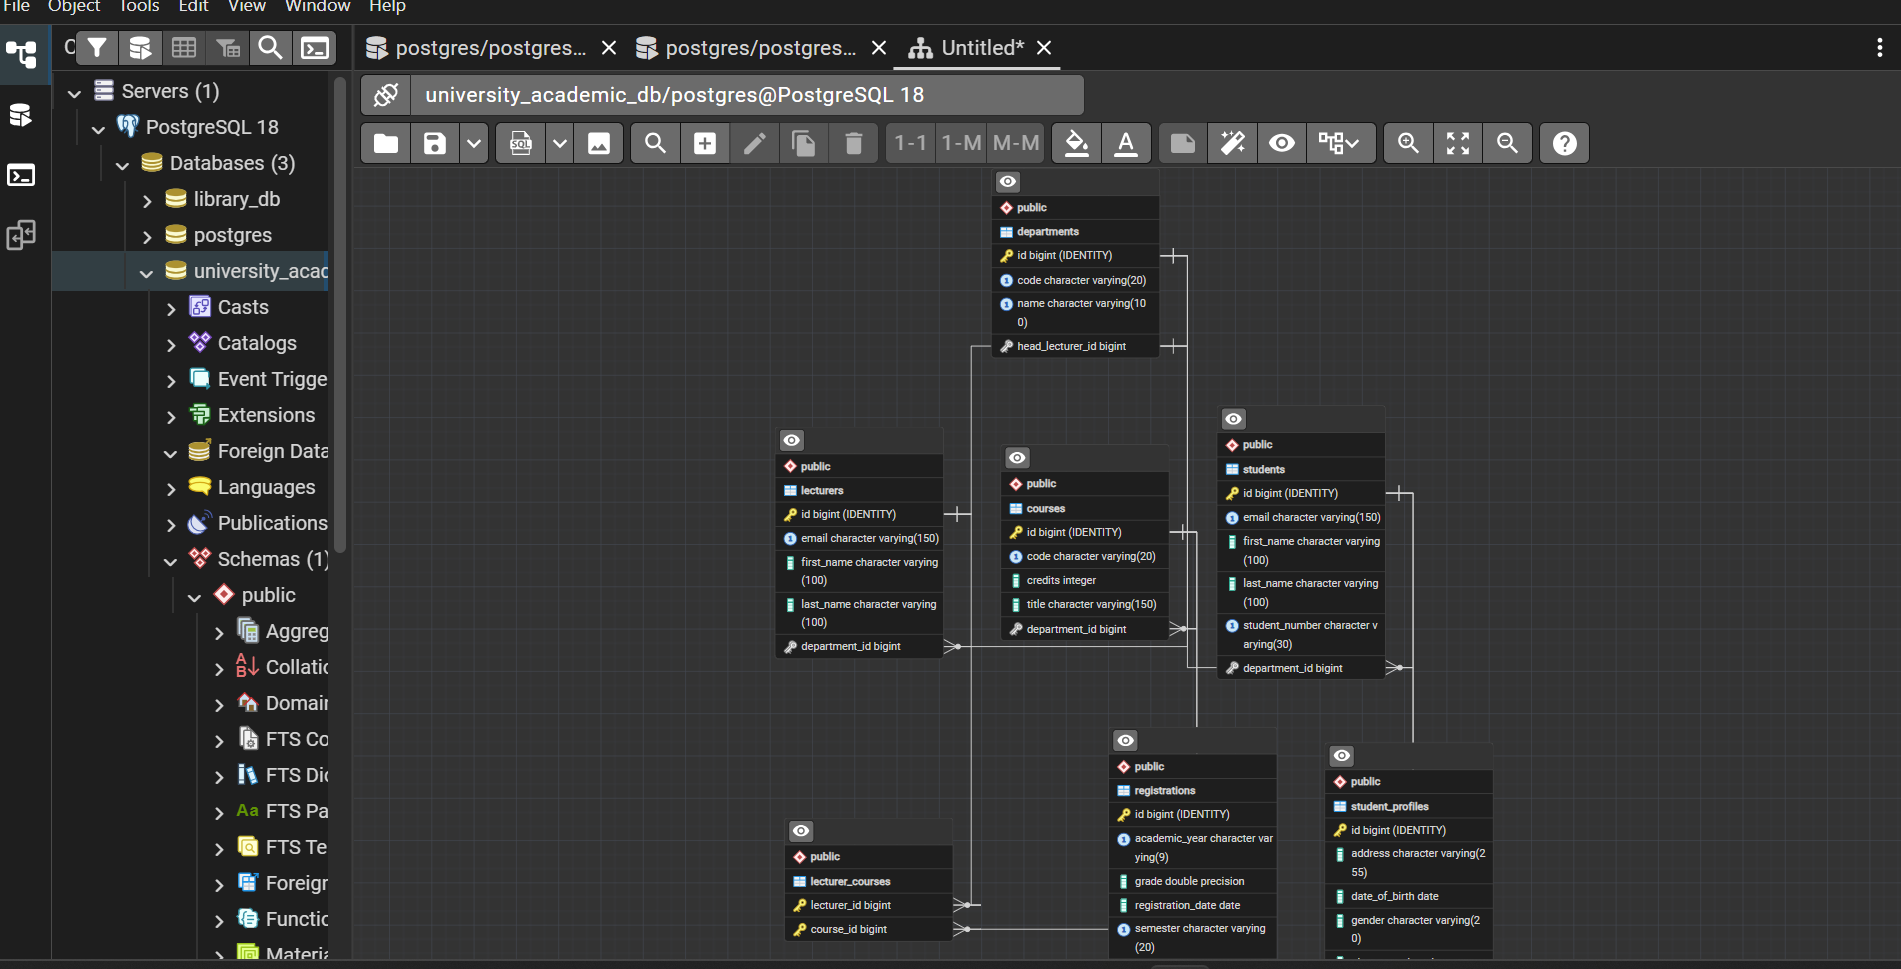 File Object Tools Edit View Window Help
postgres/postgres...
postgres/postgres...
Untitled*
university_academic_db/postgres@PostgreSQL 18
SQL
1-1
1-M
M-M
A
Servers (1)
PostgreSQL 18
Databases (3)
library_db
postgres
university_acad
Casts
Catalogs
Event Trigge
Extensions
Foreign Data
Languages
Publications
Schemas (1)
public
Aggreg
Collatic
Domair
FTS Co
FTS Dic
FTS Pa
FTS Te
Foreigr
Functic
Materia
public
departments
id bigint (IDENTITY)
code character varying(20)
name character varying(10
0)
head_lecturer_id bigint
public
lecturers
id bigint (IDENTITY)
email character varying(150)
first_name character varying
(100)
last_name character varying
(100)
department_id bigint
public
courses
id bigint (IDENTITY)
code character varying(20)
credits integer
title character varying(150)
department_id bigint
public
students
id bigint (IDENTITY)
email character varying(150)
first_name character varying
(100)
last_name character varying
(100)
student_number character v
arying(30)
department_id bigint
public
lecturer_courses
lecturer_id bigint
course_id bigint
public
registrations
id bigint (IDENTITY)
academic_year character var
ying(9)
grade double precision
registration_date date
semester character varying
(20)
public
student_profiles
id bigint (IDENTITY)
address character varying(2
55)
date_of_birth date
gender character varying(2
0)